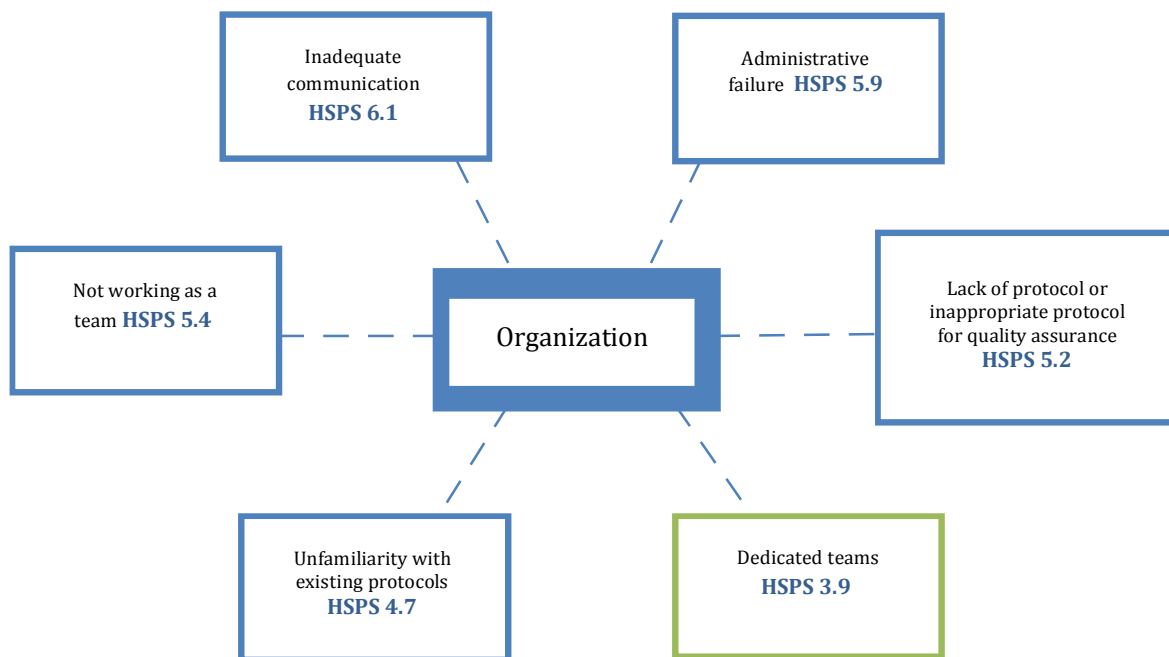 Inadequate
communication
HSPS 6.1
Administrative
failure HSPS 5.9
Not working as a
team HSPS 5.4
Organization
Lack of protocol or
inappropriate protocol
for quality assurance
HSPS 5.2
Unfamiliarity with
existing protocols
HSPS 4.7
Dedicated teams
HSPS 3.9